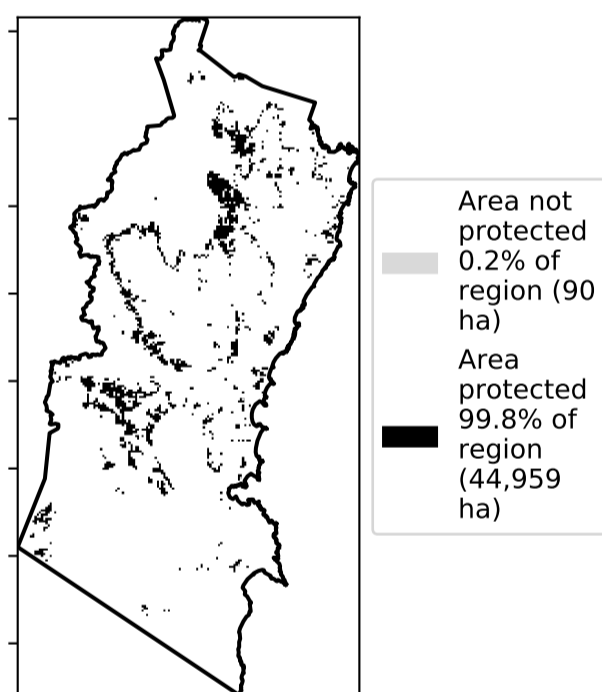 Area not
protected
0.2% of
region (90
ha)
Area
protected
99.8% of
region
(44,959
ha)